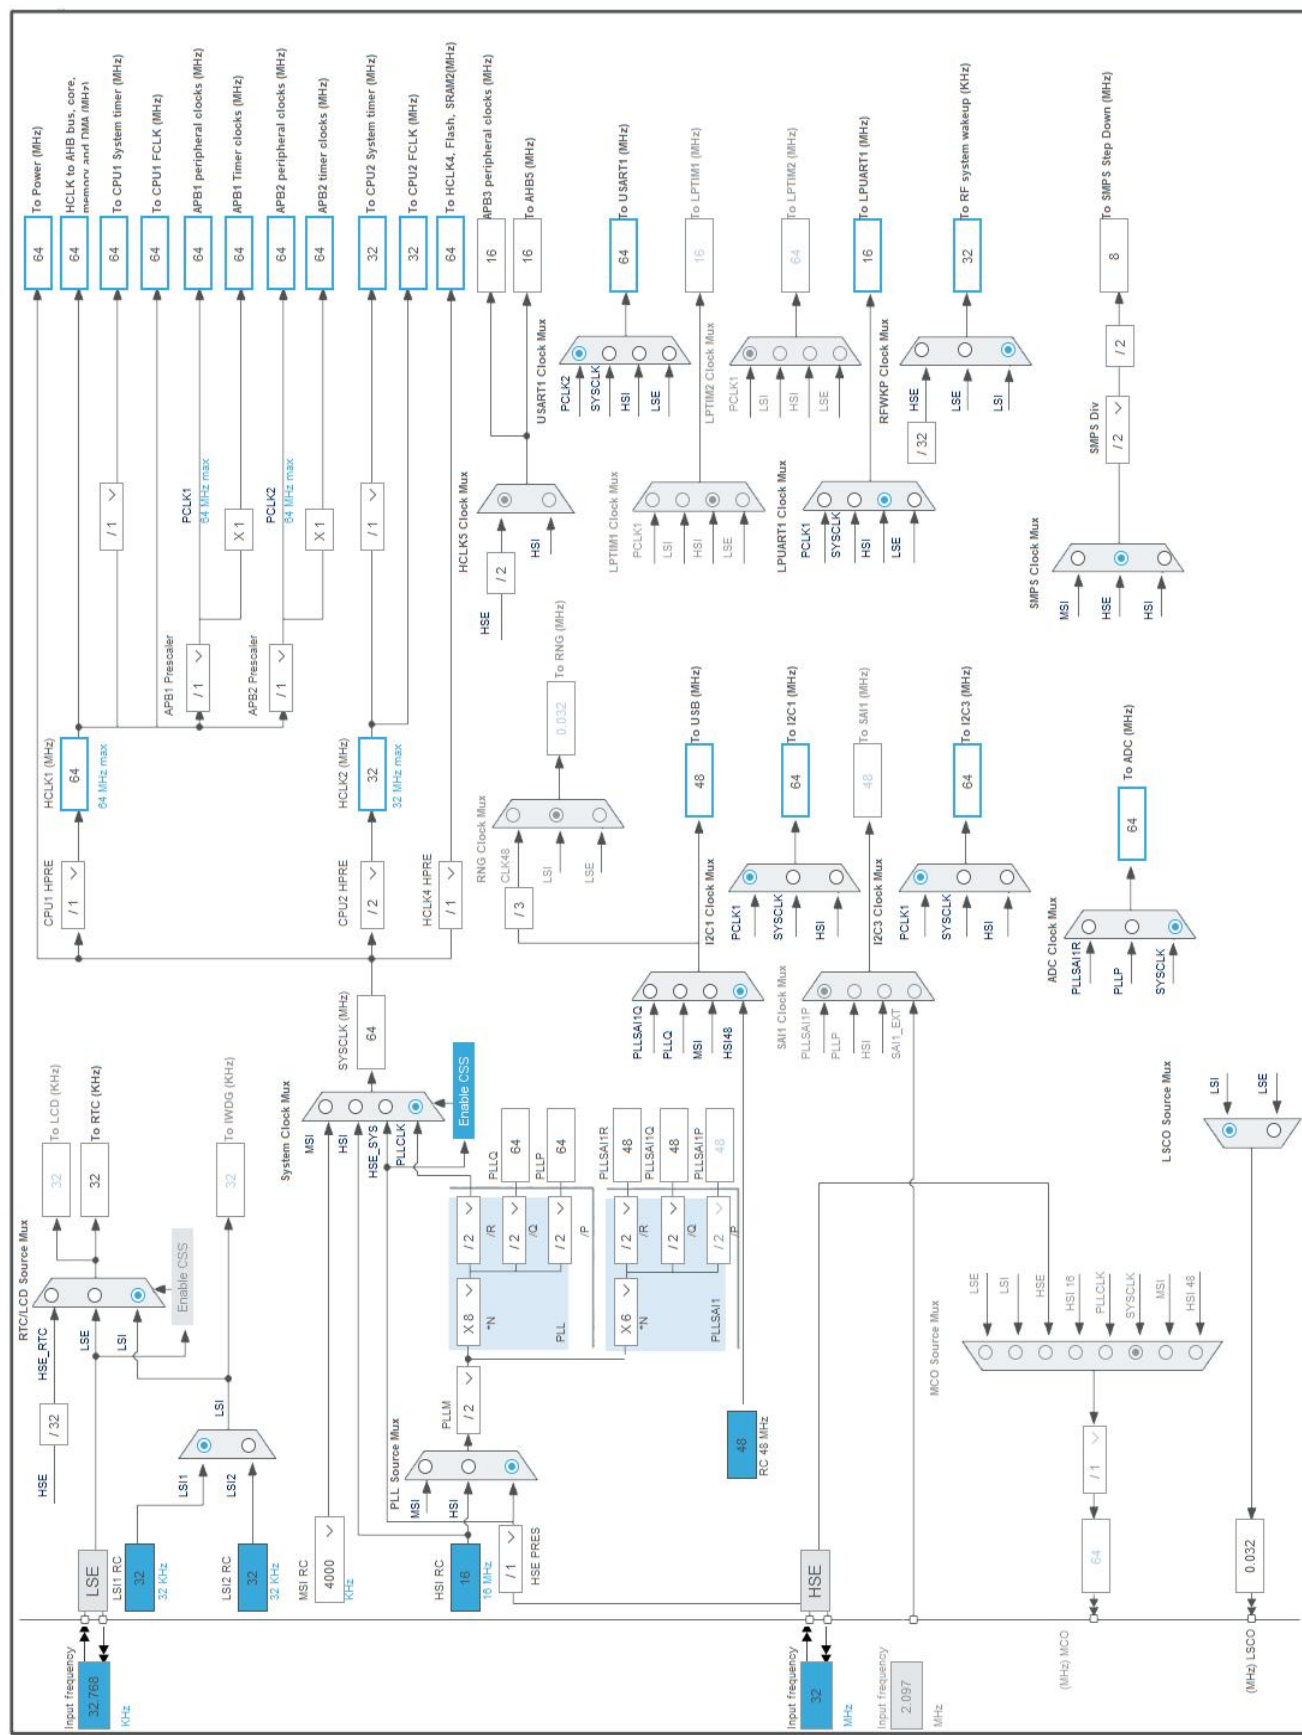 Input frequency
32.768
KHz
LSE
LSI1 RC
32
32 KHz
LSI2 RC
32
32 KHz
HSE
/ 32
HSE_RTC
LSE
LSI
LSI1
LSI2
LSI
RTC/LCD Source Mux
Enable CSS
32
To LCD (KHz)
32
To RTC (KHz)
32
To IWDG (KHz)
MSI RC
4000
KHz
HSI RC
16
16 MHz
/ 1
HSE PRES
PLL Source Mux
MSI
HSI
PLLM
/ 2
X 8
*N
PLL
/ 2
/R
/ 2
/Q
/ 2
/P
PLLQ
64
PLLP
64
X 6
*N
PLLSAI1
/ 2
/R
/ 2
/Q
/ 2
/P
PLLSAI1R
48
PLLSAI1Q
48
PLLSAI1P
48
System Clock Mux
MSI
HSI
HSE_SYS
PLLCLK
Enable CSS
SYSCLK (MHz)
64
CPU1 HPRE
/ 1
HCLK1 (MHz)
64
64 MHz max
CPU2 HPRE
/ 2
HCLK2 (MHz)
32
32 MHz max
HCLK4 HPRE
/ 1
APB1 Prescaler
/ 1
APB2 Prescaler
/ 1
/ 1
PCLK1
64 MHz max
X 1
PCLK2
64 MHz max
X 1
/ 1
64
To Power (MHz)
64
HCLK to AHB bus, core,
memory and DMA (MHz)
64
To CPU1 System timer (MHz)
64
To CPU1 FCLK (MHz)
64
APB1 peripheral clocks (MHz)
64
APB1 Timer clocks (MHz)
64
APB2 peripheral clocks (MHz)
64
APB2 timer clocks (MHz)
32
To CPU2 System timer (MHz)
32
To CPU2 FCLK (MHz)
64
To HCLK4, Flash, SRAM2(MHz)
HCLK5 Clock Mux
HSE
/ 2
HSI
16
APB3 peripheral clocks (MHz)
16
To AHB5 (MHz)
RNG Clock Mux
/ 3
CLK48
LSI
LSE
0.032
To RNG (MHz)
USART1 Clock Mux
PCLK2
SYSCLK
HSI
LSE
64
To USART1 (MHz)
LPTIM1 Clock Mux
PCLK1
LSI
HSI
LSE
16
To LPTIM1 (MHz)
LPTIM2 Clock Mux
PCLK1
LSI
HSI
LSE
64
To LPTIM2 (MHz)
LPUART1 Clock Mux
PCLK1
SYSCLK
HSI
LSE
16
To LPUART1 (MHz)
RFWKP Clock Mux
/ 32
HSE
LSE
LSI
32
To RF system wakeup (KHz)
SMPS Clock Mux
MSI
HSE
HSI
SMPS Div
/ 2
/ 2
8
To SMPS Step Down (MHz)
48
RC 48 MHz
PLLSAI1Q
PLLQ
MSI
HSI48
48
To USB (MHz)
I2C1 Clock Mux
PCLK1
SYSCLK
HSI
64
To I2C1 (MHz)
SAI1 Clock Mux
PLLSAI1P
PLLP
HSI
SAI1_EXT
48
To SAI1 (MHz)
I2C3 Clock Mux
PCLK1
SYSCLK
HSI
64
To I2C3 (MHz)
ADC Clock Mux
PLLSAI1R
PLLP
SYSCLK
64
To ADC (MHz)
Input frequency
32
MHz
HSE
Input frequency
2.097
MHz
MCO Source Mux
LSE
LSI
HSE
HSI 16
PLLCLK
SYSCLK
MSI
HSI 48
/ 1
64
(MHz) MCO
LSCO Source Mux
LSI
LSE
0.032
(MHz) LSCO